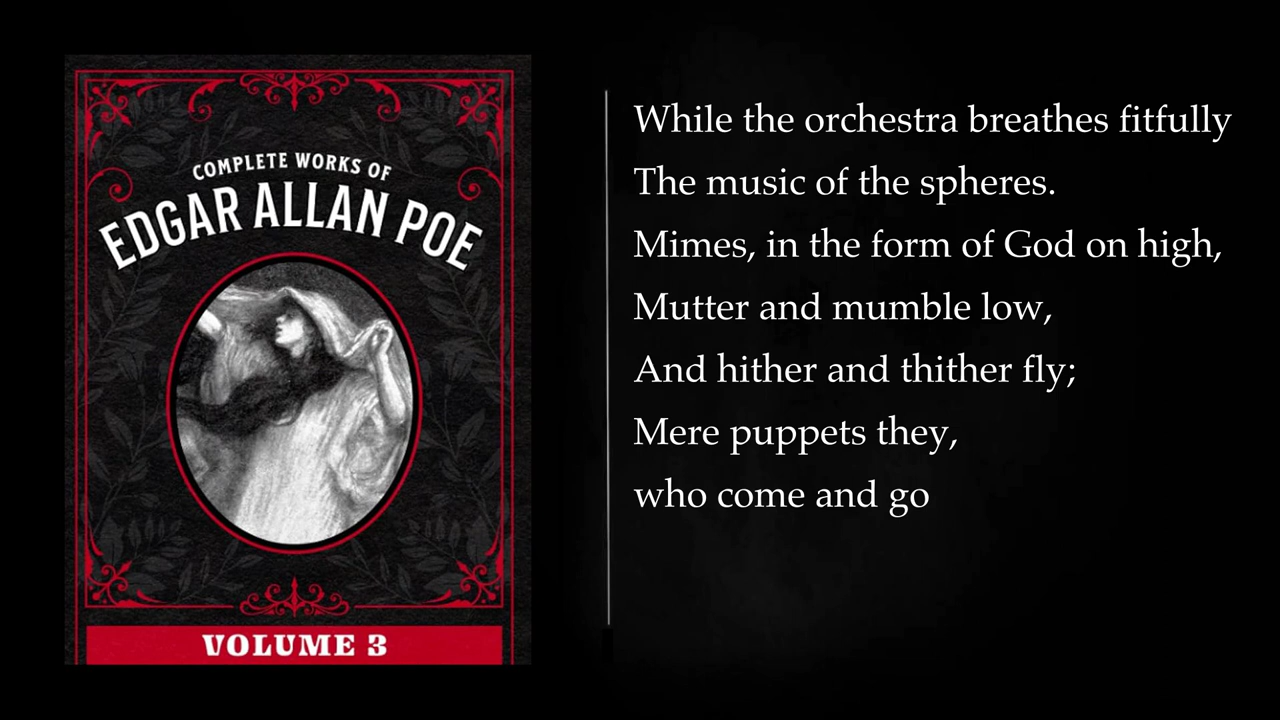 COMPLETE WORKS OF
EDGAR ALLAN POE
VOLUME 3
While the orchestra breathes fitfully
The music of the spheres.
Mimes, in the form of God on high,
Mutter and mumble low,
And hither and thither fly;
Mere puppets they,
who come and go